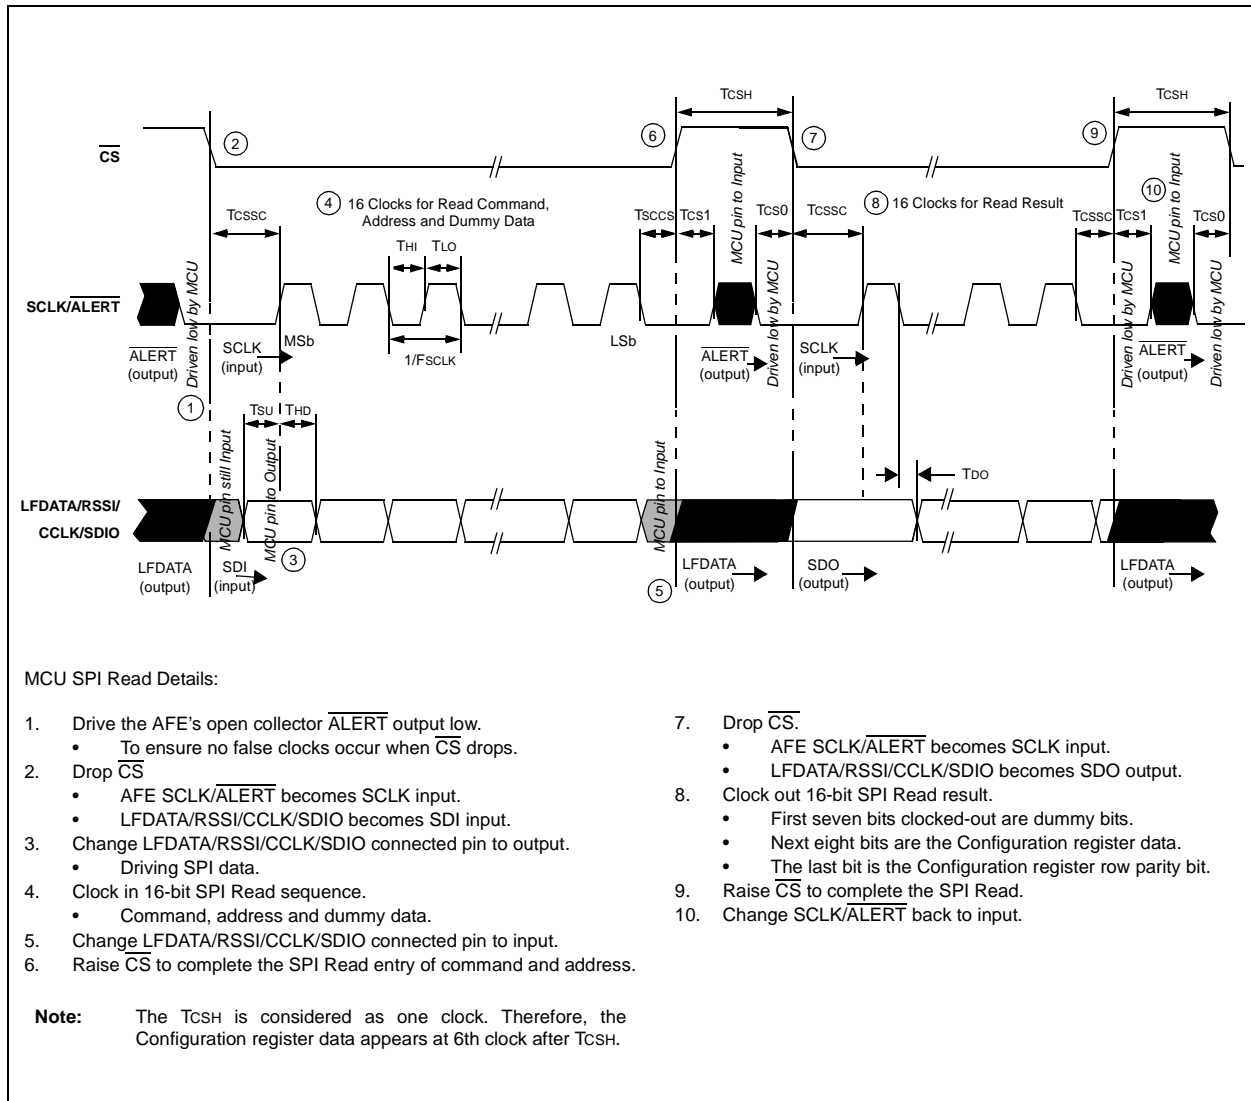 TCSH
TCSH
6
7
9
2
CS
10
4 16 Clocks for Read Command,
Address and Dummy Data
8 16 Clocks for Read Result
MCU pin to Input
MCU pin to Input
TCSSC
THI
TLO
TSCCS
TCS1
TCS0
TCSSC
TCSSC
TCS1
TCS0
SCLK/ALERT
Driven low by MCU
Driven low by MCU
Driven low by MCU
Driven low by MCU
MSb
LSb
ALERT
(output)
SCLK
(input)
1/FSCLK
ALERT
(output)
SCLK
(input)
ALERT
(output)
1
TSU
THD
MCU pin still Input
MCU pin to Output
MCU pin to Input
TDO
LFDATA/RSSI/
CCLK/SDIO
3
LFDATA
(output)
SDI
(input)
5
LFDATA
(output)
SDO
(output)
LFDATA
(output)
MCU SPI Read Details:
1. Drive the AFE's open collector ALERT output low.
• To ensure no false clocks occur when CS drops.
2. Drop CS
• AFE SCLK/ALERT becomes SCLK input.
• LFDATA/RSSI/CCLK/SDIO becomes SDI input.
3. Change LFDATA/RSSI/CCLK/SDIO connected pin to output.
• Driving SPI data.
4. Clock in 16-bit SPI Read sequence.
• Command, address and dummy data.
5. Change LFDATA/RSSI/CCLK/SDIO connected pin to input.
6. Raise CS to complete the SPI Read entry of command and address.
7. Drop CS.
• AFE SCLK/ALERT becomes SCLK input.
• LFDATA/RSSI/CCLK/SDIO becomes SDO output.
8. Clock out 16-bit SPI Read result.
• First seven bits clocked-out are dummy bits.
• Next eight bits are the Configuration register data.
• The last bit is the Configuration register row parity bit.
9. Raise CS to complete the SPI Read.
10. Change SCLK/ALERT back to input.
Note: The TCSH is considered as one clock. Therefore, the
Configuration register data appears at 6th clock after TCSH.